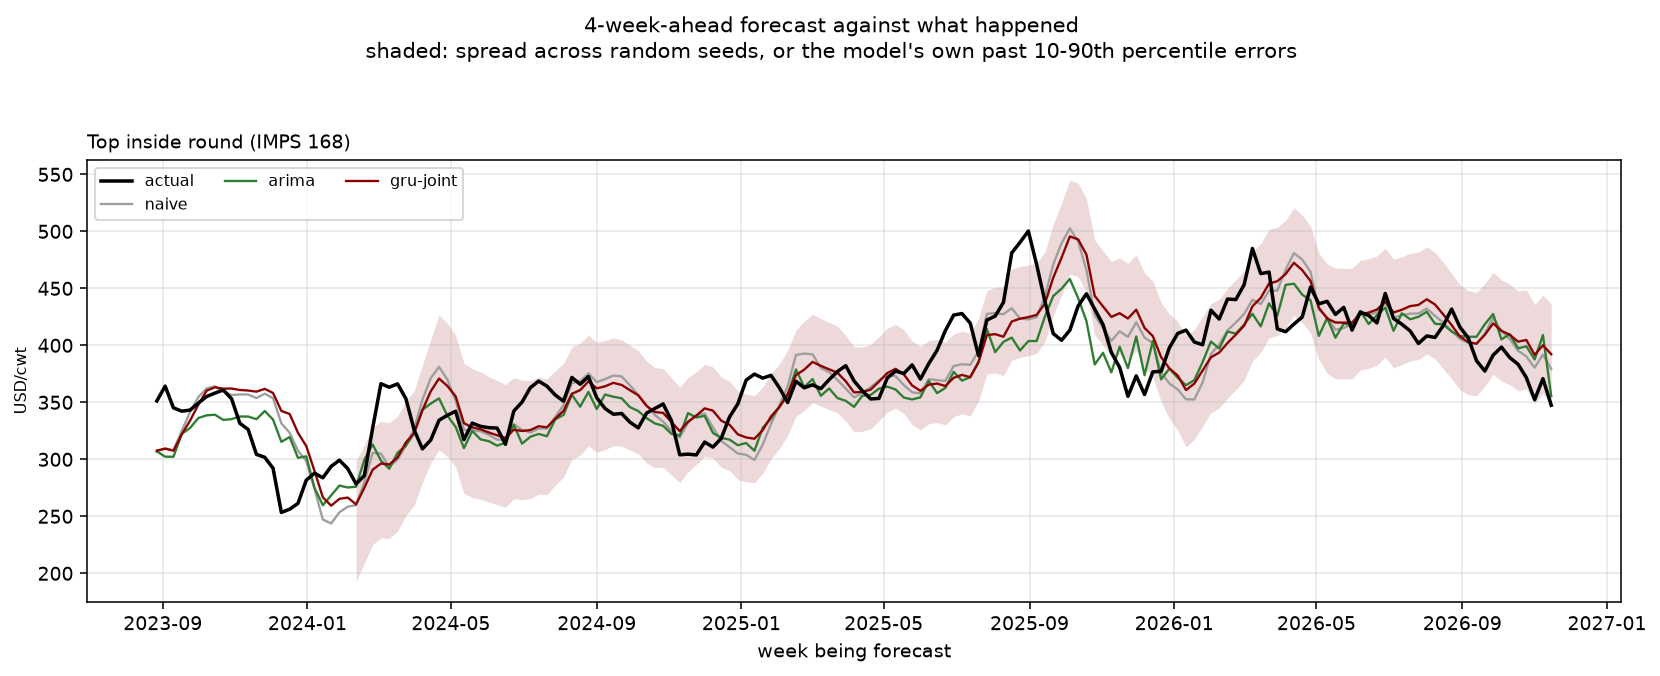 4-week-ahead forecast against what happened
shaded: spread across random seeds, or the model's own past 10-90th percentile errors
Top inside round (IMPS 168)
actual
arima
gru-joint
naive
550
500
450
400
350
300
250
200
USD/cwt
2023-09
2024-01
2024-05
2024-09
2025-01
2025-05
2025-09
2026-01
2026-05
2026-09
2027-01
week being forecast